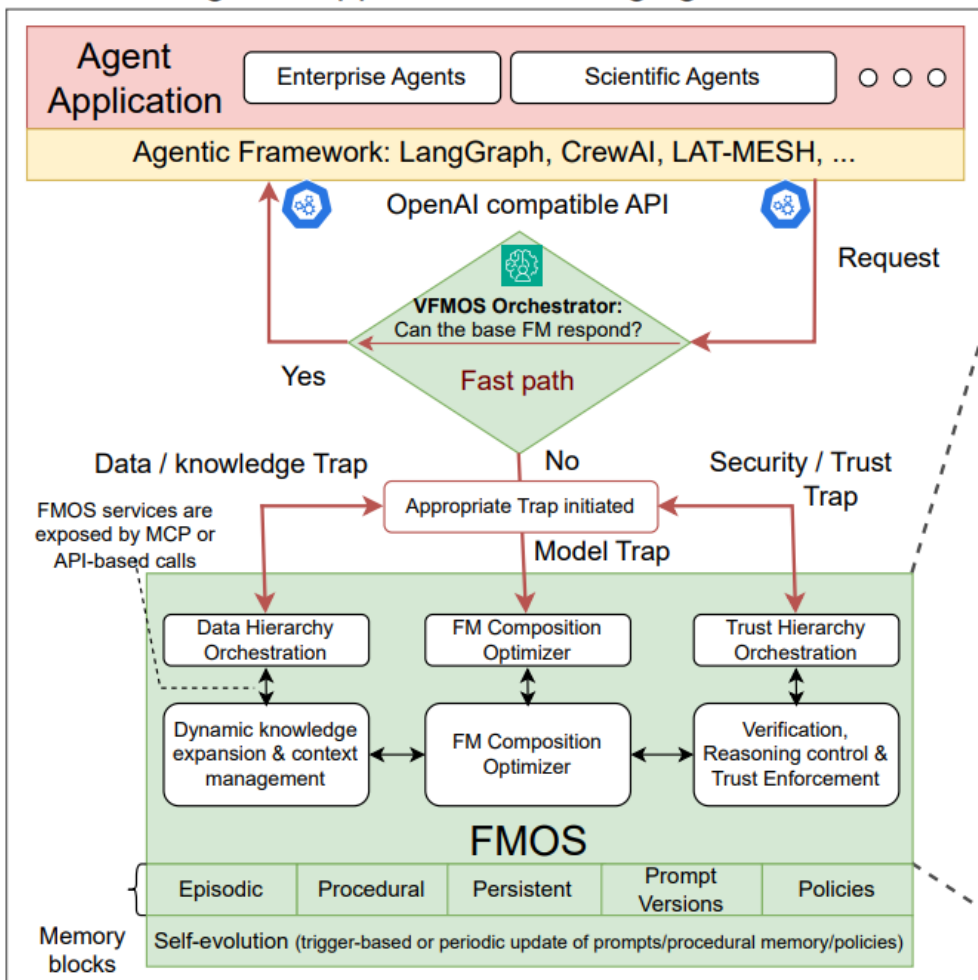 Agent
Application
Enterprise Agents
Scientific Agents
Agentic Framework: LangGraph, CrewAI, LAT-MESH, ...
OpenAI compatible API
Request
VFMOS Orchestrator:
Can the base FM respond?
Fast path
Yes
No
Data / knowledge Trap
Security / Trust
Trap
Appropriate Trap initiated
Model Trap
FMOS services are
exposed by MCP or
API-based calls
Data Hierarchy
Orchestration
FM Composition
Optimizer
Trust Hierarchy
Orchestration
Dynamic knowledge
expansion & context
management
FM Composition
Optimizer
Verification,
Reasoning control &
Trust Enforcement
FMOS
Episodic
Procedural
Persistent
Prompt
Versions
Policies
Memory
blocks
Self-evolution (trigger-based or periodic update of prompts/procedural memory/policies)